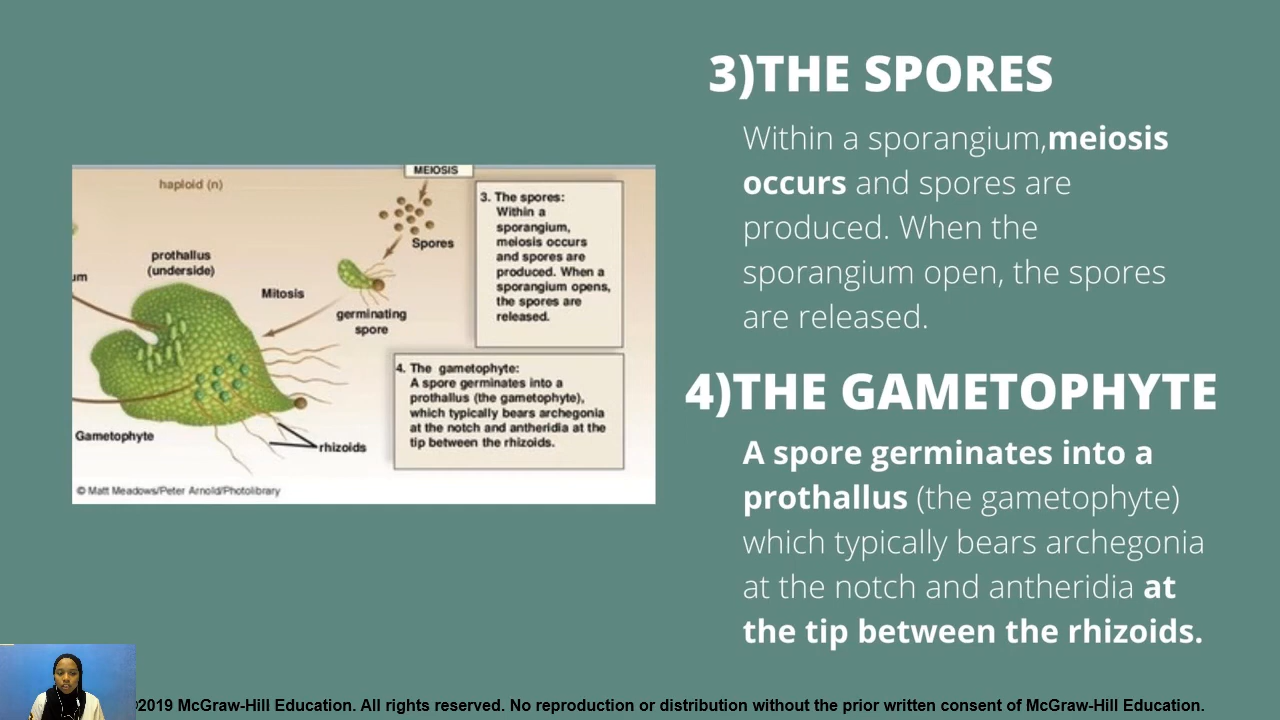 3)THE SPORES
Within a sporangium,meiosis
occurs and spores are
produced. When the
sporangium open, the spores
are released.
4)THE GAMETOPHYTE
A spore germinates into a
prothallus (the gametophyte)
which typically bears archegonia
at the notch and antheridia at
the tip between the rhizoids.
MEIOSIS
haploid (n)
3. The spores:
Within a
sporangium,
meiosis occurs
and spores are
produced. When a
sporangium opens,
the spores are
released.
Spores
prothallus
(underside)
um
Mitosis
germinating
spore
4. The gametophyte:
A spore germinates into a
prothallus (the gametophyte),
which typically bears archegonia
at the notch and antheridia at the
tip between the rhizoids.
Gametophyte
rhizoids
© Matt Meadows/Peter Arnold/Photolibrary
©2019 McGraw-Hill Education. All rights reserved. No reproduction or distribution without the prior written consent of McGraw-Hill Education.